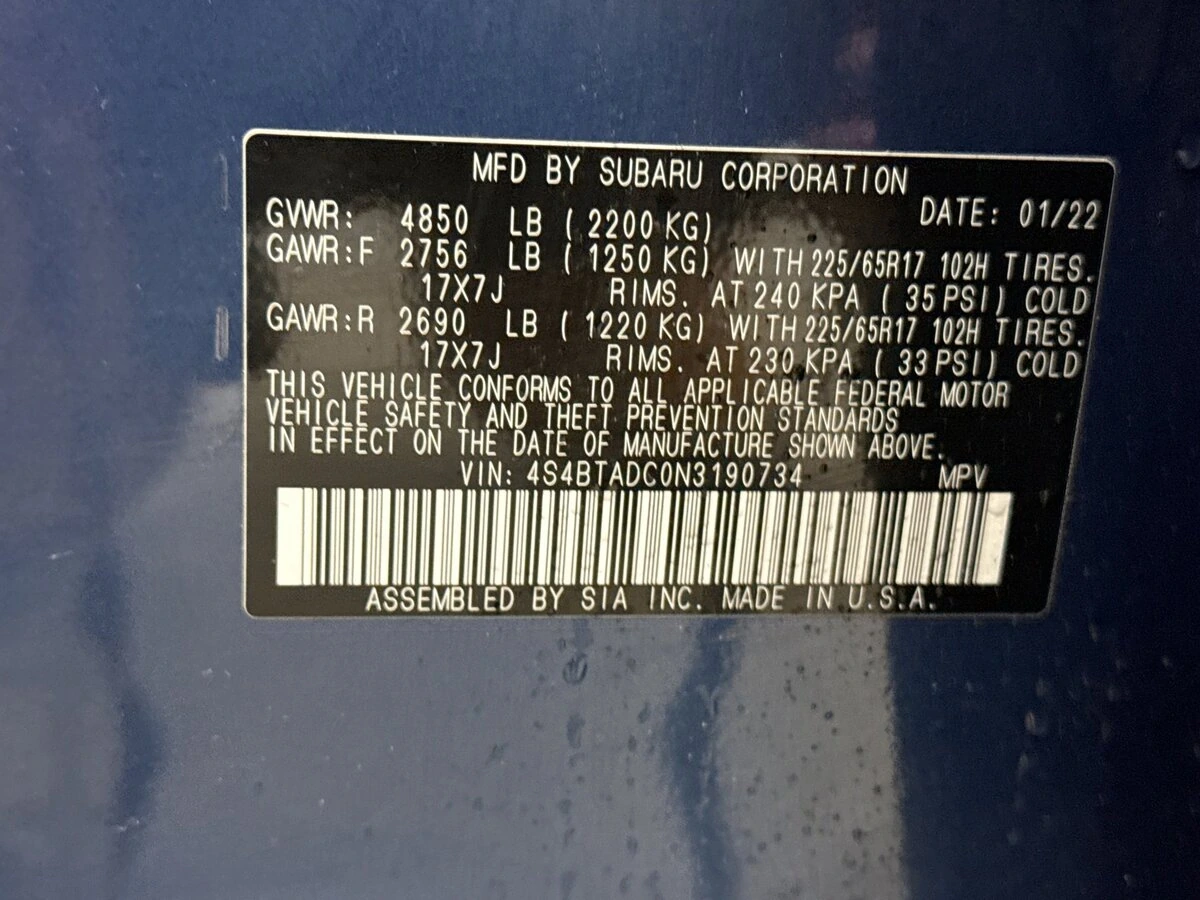 MFD BY SUBARU CORPORATION
GVWR: 4850 LB ( 2200 KG) DATE: 01/22
GAWR:F 2756 LB ( 1250 KG) WITH 225/65R17 102H TIRES.
17X7J RIMS. AT 240 KPA ( 35 PSI) COLD
GAWR:R 2690 LB ( 1220 KG) WITH 225/65R17 102H TIRES.
17X7J RIMS. AT 230 KPA ( 33 PSI) COLD
THIS VEHICLE CONFORMS TO ALL APPLICABLE FEDERAL MOTOR
VEHICLE SAFETY AND THEFT PREVENTION STANDARDS
IN EFFECT ON THE DATE OF MANUFACTURE SHOWN ABOVE.
VIN: 4S4BTADC0N3190734 MPV
ASSEMBLED BY SIA INC. MADE IN U.S.A.